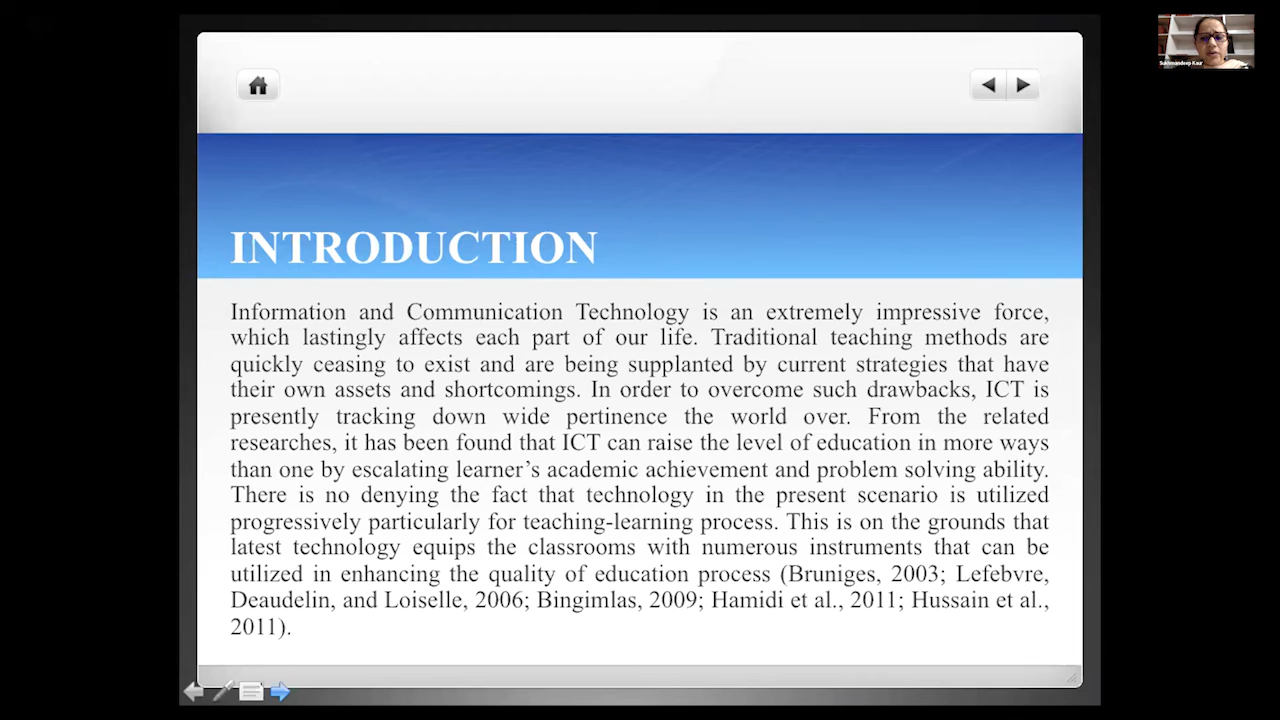 Sukhmandeep Kaur
INTRODUCTION
Information and Communication Technology is an extremely impressive force,
which lastingly affects each part of our life. Traditional teaching methods are
quickly ceasing to exist and are being supplanted by current strategies that have
their own assets and shortcomings. In order to overcome such drawbacks, ICT is
presently tracking down wide pertinence the world over. From the related
researches, it has been found that ICT can raise the level of education in more ways
than one by escalating learner’s academic achievement and problem solving ability.
There is no denying the fact that technology in the present scenario is utilized
progressively particularly for teaching-learning process. This is on the grounds that
latest technology equips the classrooms with numerous instruments that can be
utilized in enhancing the quality of education process (Bruniges, 2003; Lefebvre,
Deaudelin, and Loiselle, 2006; Bingimlas, 2009; Hamidi et al., 2011; Hussain et al.,
2011).